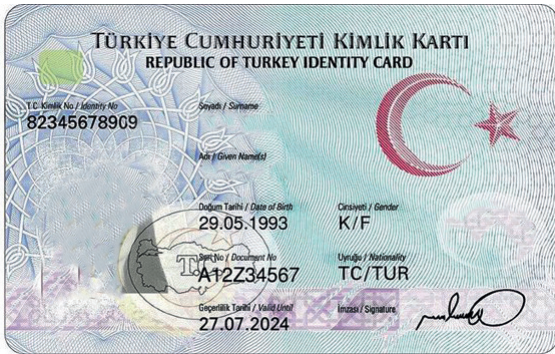 TÜRKİYE CUMHURİYETİ KİMLİK KARTI
REPUBLIC OF TURKEY IDENTITY CARD
T.C. Kimlik No / Identity No
82345678909
Soyadı / Surname
Adı / Given Name(s)
Doğum Tarihi / Date of Birth
29.05.1993
Cinsiyeti / Gender
K/F
Seri No / Document No
A12Z34567
Uyruğu / Nationality
TC/TUR
Geçerlilik Tarihi / Valid Until
27.07.2024
İmzası / Signature